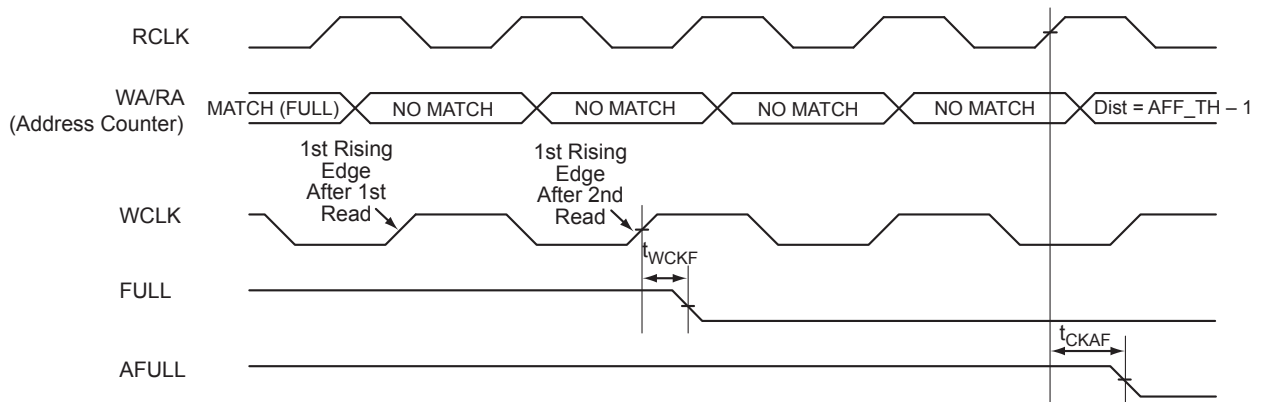 RCLK
WA/RA
(Address Counter)
MATCH (FULL)
NO MATCH
NO MATCH
NO MATCH
NO MATCH
Dist = AFF_TH – 1
1st Rising
Edge
After 1st
Read
1st Rising
Edge
After 2nd
Read
WCLK
tWCKF
FULL
tCKAF
AFULL